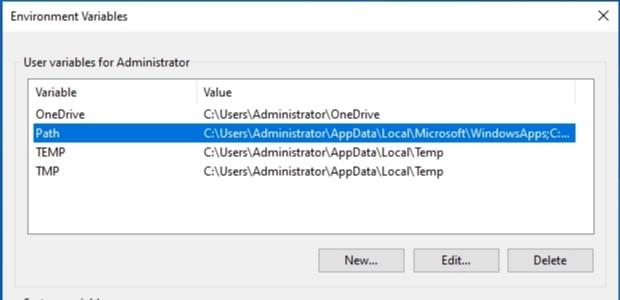 Environment Variables
User variables for Administrator
Variable Value
OneDrive C:\Users\Administrator\OneDrive
Path C:\Users\Administrator\AppData\Local\Microsoft\WindowsApps;C:...
TEMP C:\Users\Administrator\AppData\Local\Temp
TMP C:\Users\Administrator\AppData\Local\Temp
New... Edit... Delete